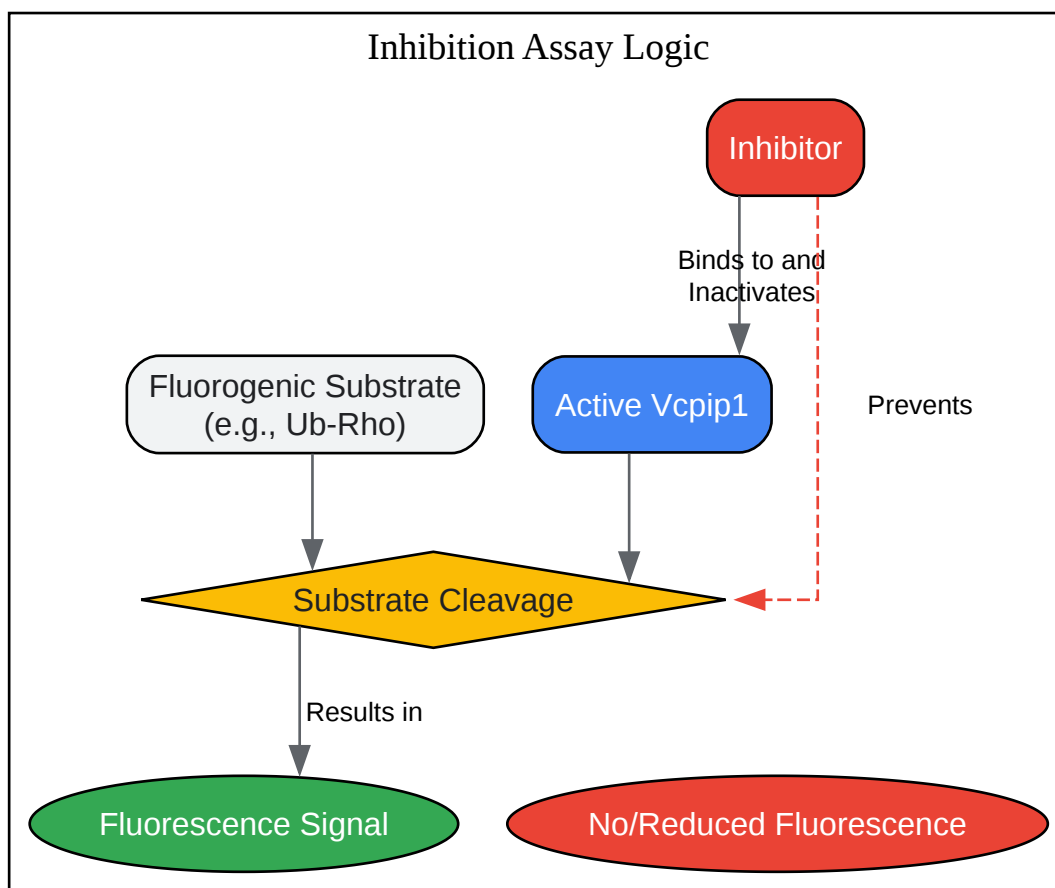 Inhibition Assay Logic
Inhibitor
Binds to and
Inactivates
Fluorogenic Substrate
(e.g., Ub-Rho)
Active Vcpip1
Prevents
Substrate Cleavage
Results in
Fluorescence Signal
No/Reduced Fluorescence